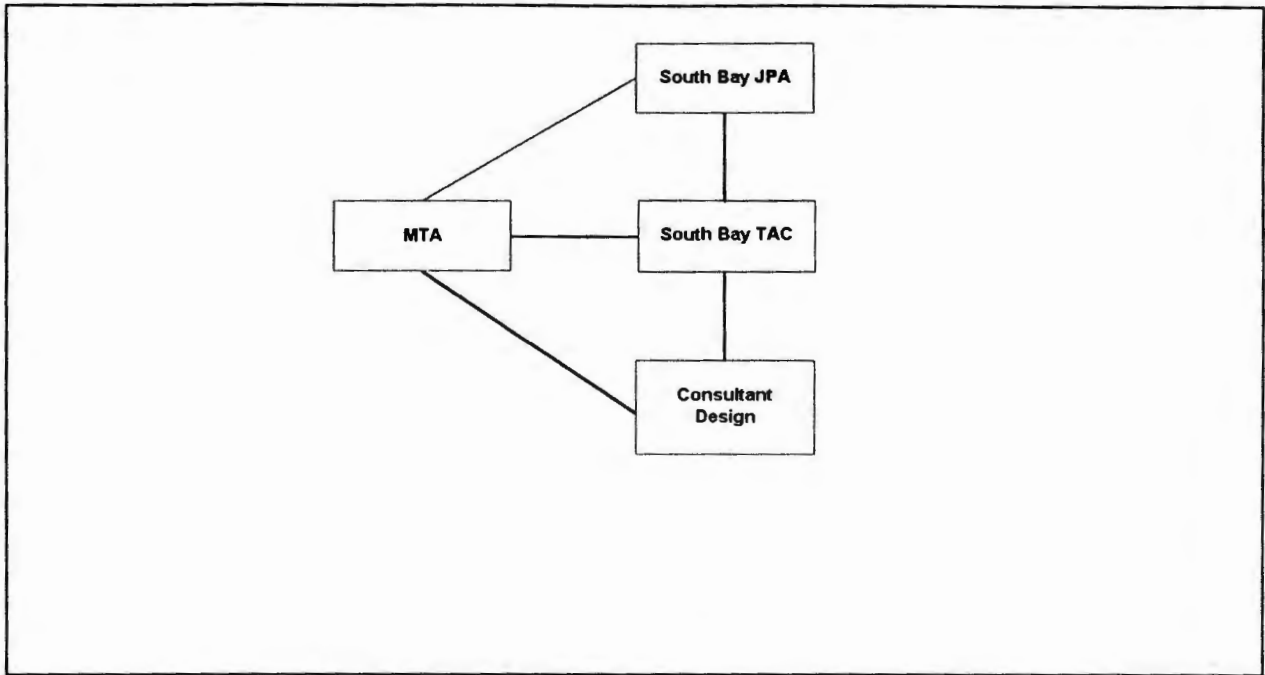 South Bay JPA
MTA
South Bay TAC
Consultant
Design